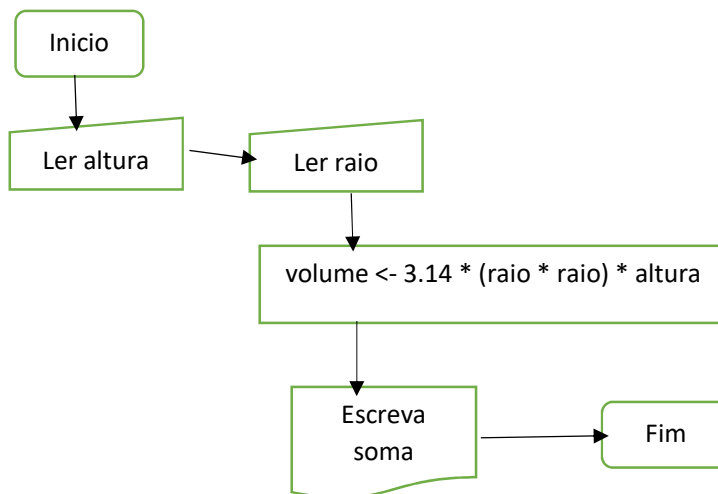 Inicio
Ler altura
Ler raio
volume <- 3.14 * (raio * raio) * altura
Escreva
soma
Fim